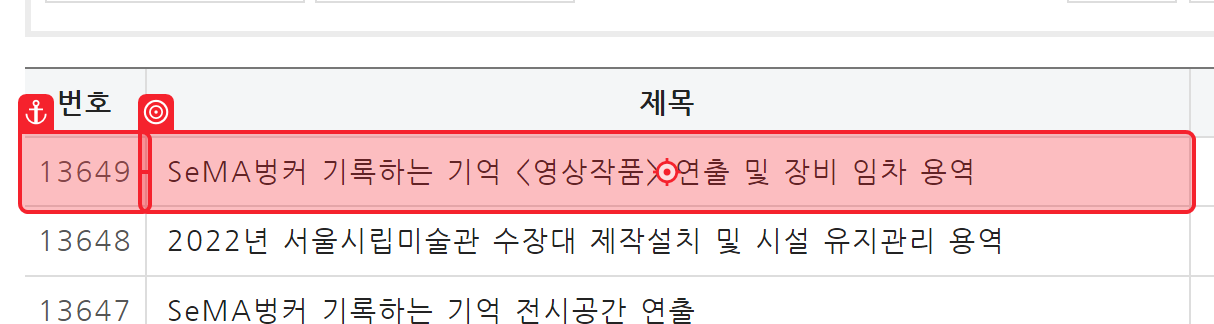 번호 제목
13649 SeMA벙커 기록하는 기억 <영상작품> 연출 및 장비 임차 용역
13648 2022년 서울시립미술관 수장대 제작설치 및 시설 유지관리 용역
13647 SeMA벙커 기록하는 기억 전시공간 연출